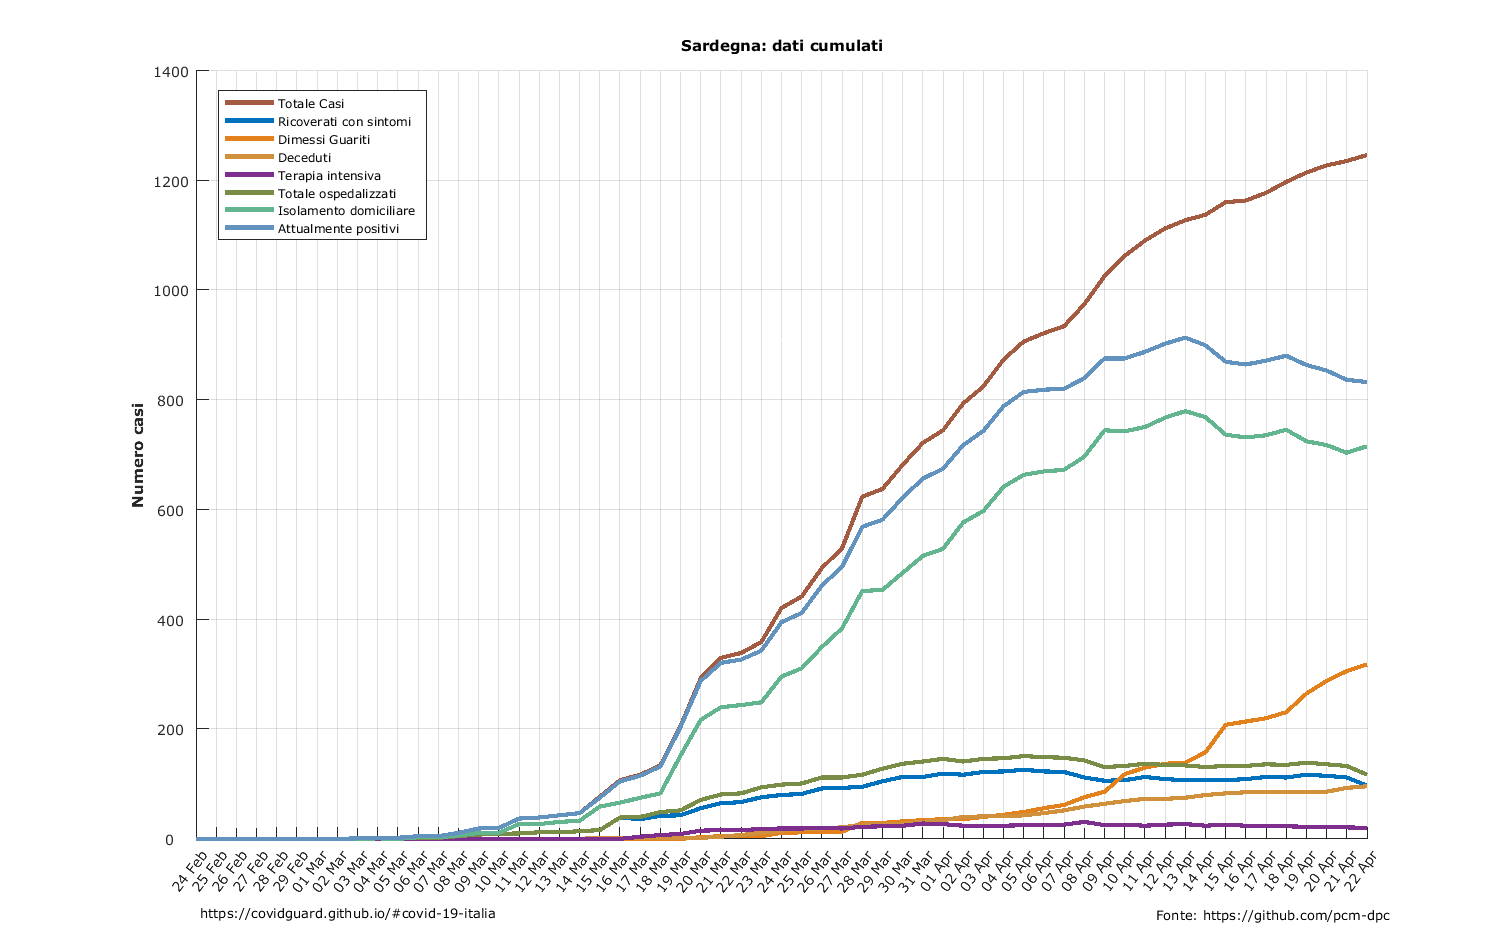 Sardegna: dati cumulati
1400
1200
1000
800
600
400
200
0
Numero casi
Totale Casi
Ricoverati con sintomi
Dimessi Guariti
Deceduti
Terapia intensiva
Totale ospedalizzati
Isolamento domiciliare
Attualmente positivi
24 Feb
25 Feb
26 Feb
27 Feb
28 Feb
29 Feb
01 Mar
02 Mar
03 Mar
04 Mar
05 Mar
06 Mar
07 Mar
08 Mar
09 Mar
10 Mar
11 Mar
12 Mar
13 Mar
14 Mar
15 Mar
16 Mar
17 Mar
18 Mar
19 Mar
20 Mar
21 Mar
22 Mar
23 Mar
24 Mar
25 Mar
26 Mar
27 Mar
28 Mar
29 Mar
30 Mar
31 Mar
01 Apr
02 Apr
03 Apr
04 Apr
05 Apr
06 Apr
07 Apr
08 Apr
09 Apr
10 Apr
11 Apr
12 Apr
13 Apr
14 Apr
15 Apr
16 Apr
17 Apr
18 Apr
19 Apr
20 Apr
21 Apr
22 Apr
https://covidguard.github.io/#covid-19-italia
Fonte: https://github.com/pcm-dpc